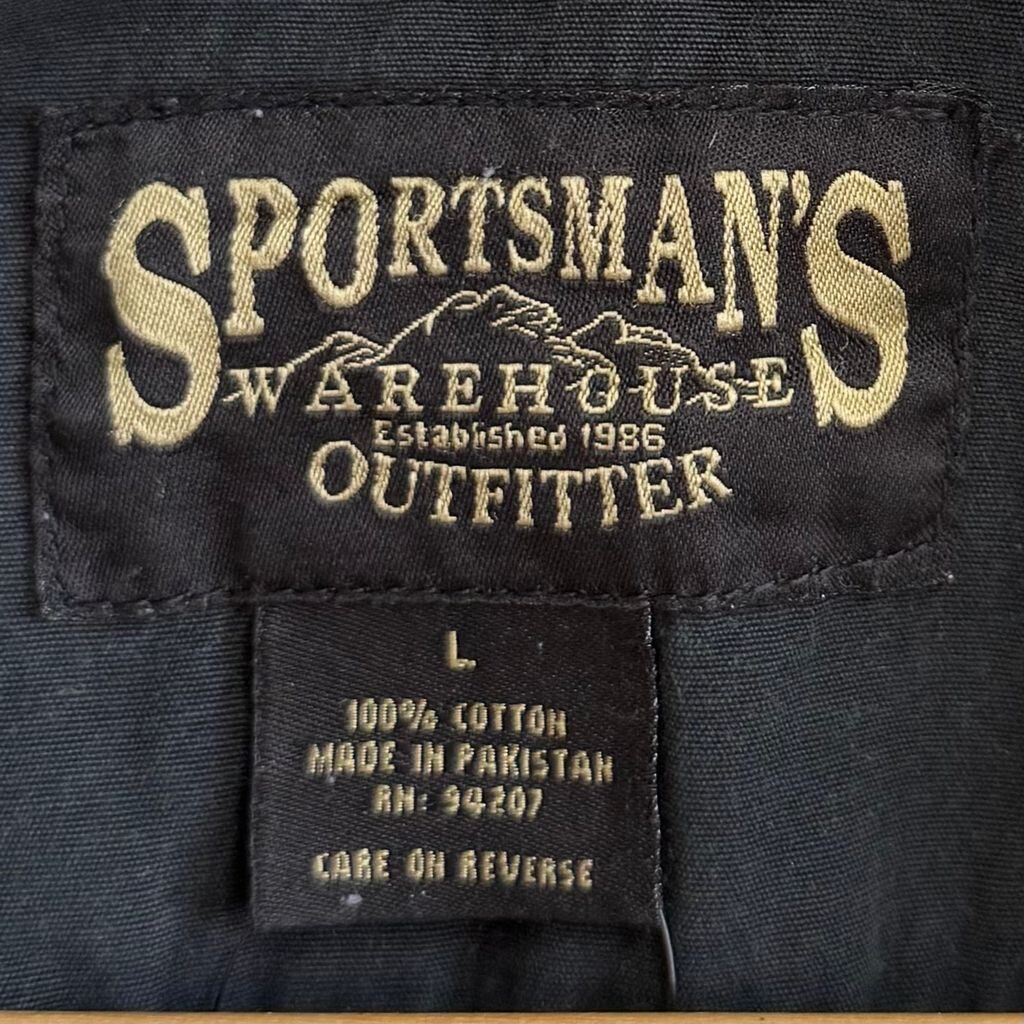 SPORTSMAN'S
WAREHOUSE
Established 1986
OUTFITTER
L
100% COTTON
MADE IN PAKISTAN
RN: 94207
CARE ON REVERSE